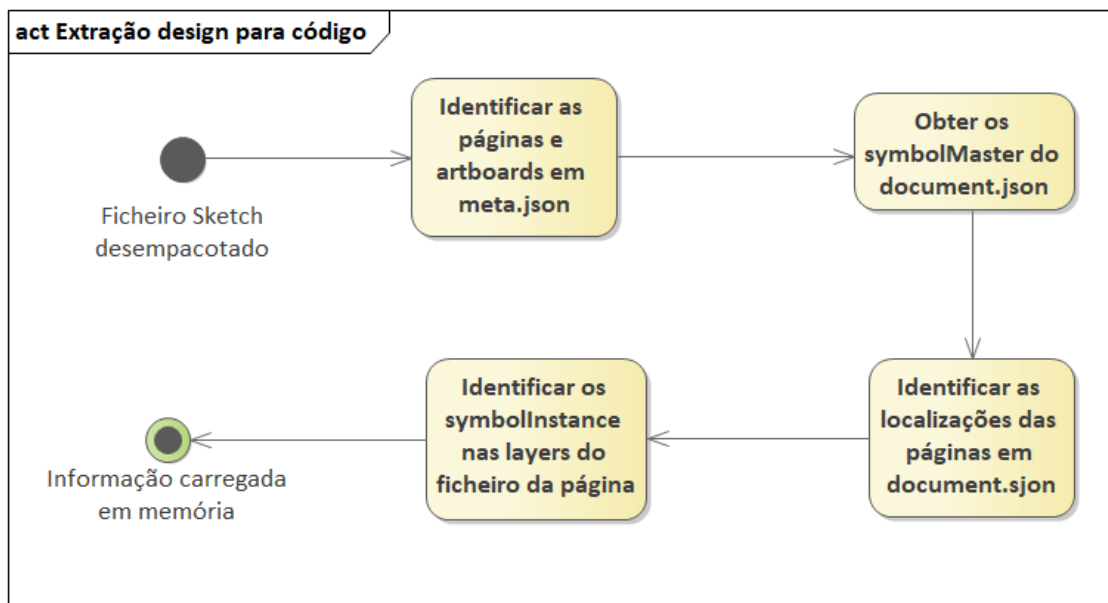 act Extração design para código
Ficheiro Sketch
desempacotado
Identificar as
páginas e
artboards em
meta.json
Obter os
symbolMaster do
document.json
Identificar as
localizações das
páginas em
document.sjon
Identificar os
symbolInstance
nas layers do
ficheiro da página
Informação carregada
em memória